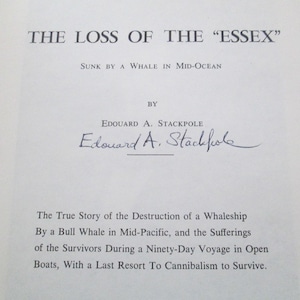 THE LOSS OF THE "ESSEX"
SUNK BY A WHALE IN MID-OCEAN
BY
EDOUARD A. STACKPOLE
Edouard A. Stackpole
The True Story of the Destruction of a Whaleship
By a Bull Whale in Mid-Pacific, and the Sufferings
of the Survivors During a Ninety-Day Voyage in Open
Boats, With a Last Resort To Cannibalism to Survive.